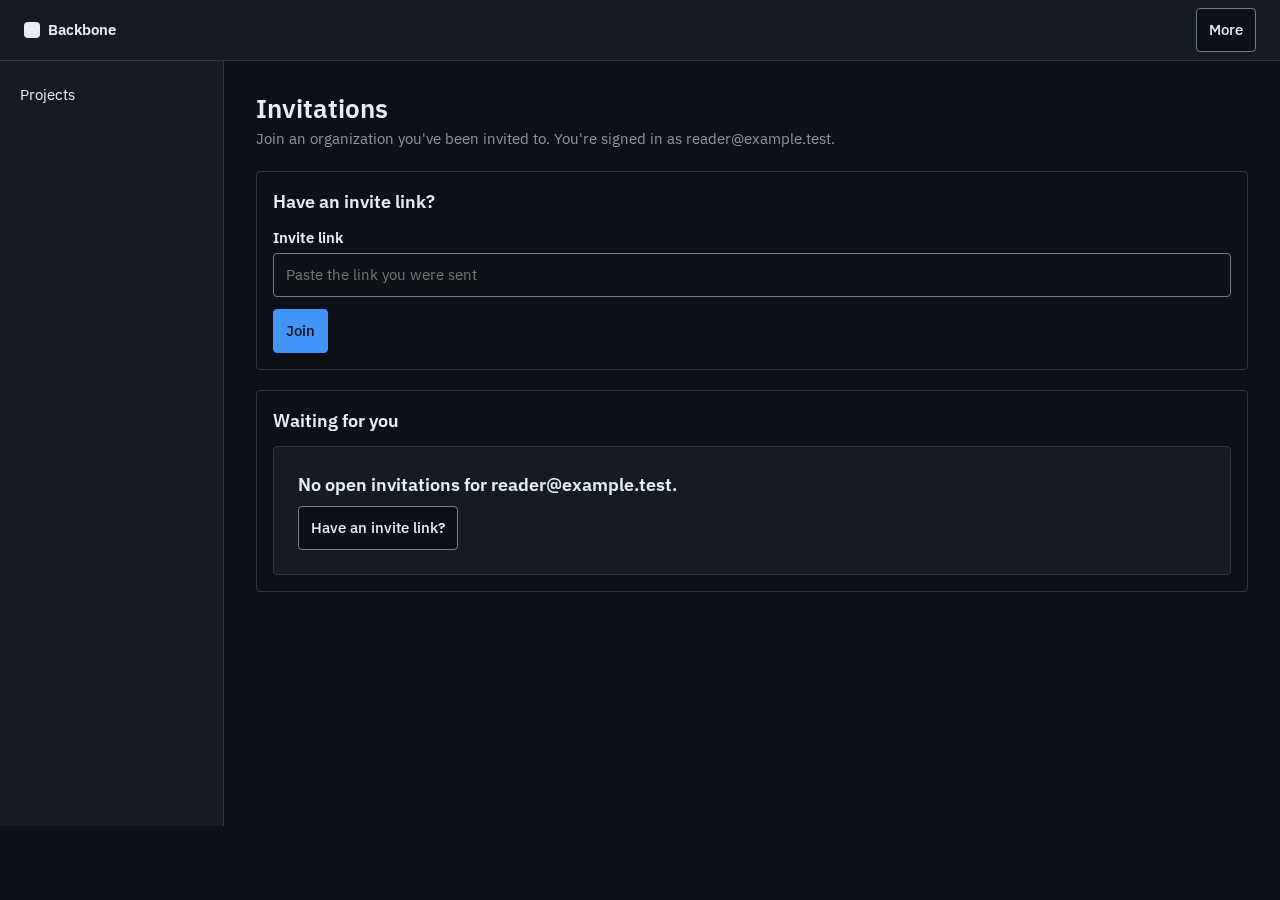 Backbone
More
Projects
Invitations
Join an organization you've been invited to. You're signed in as reader@example.test.
Have an invite link?
Invite link
Paste the link you were sent
Join
Waiting for you
No open invitations for reader@example.test.
Have an invite link?